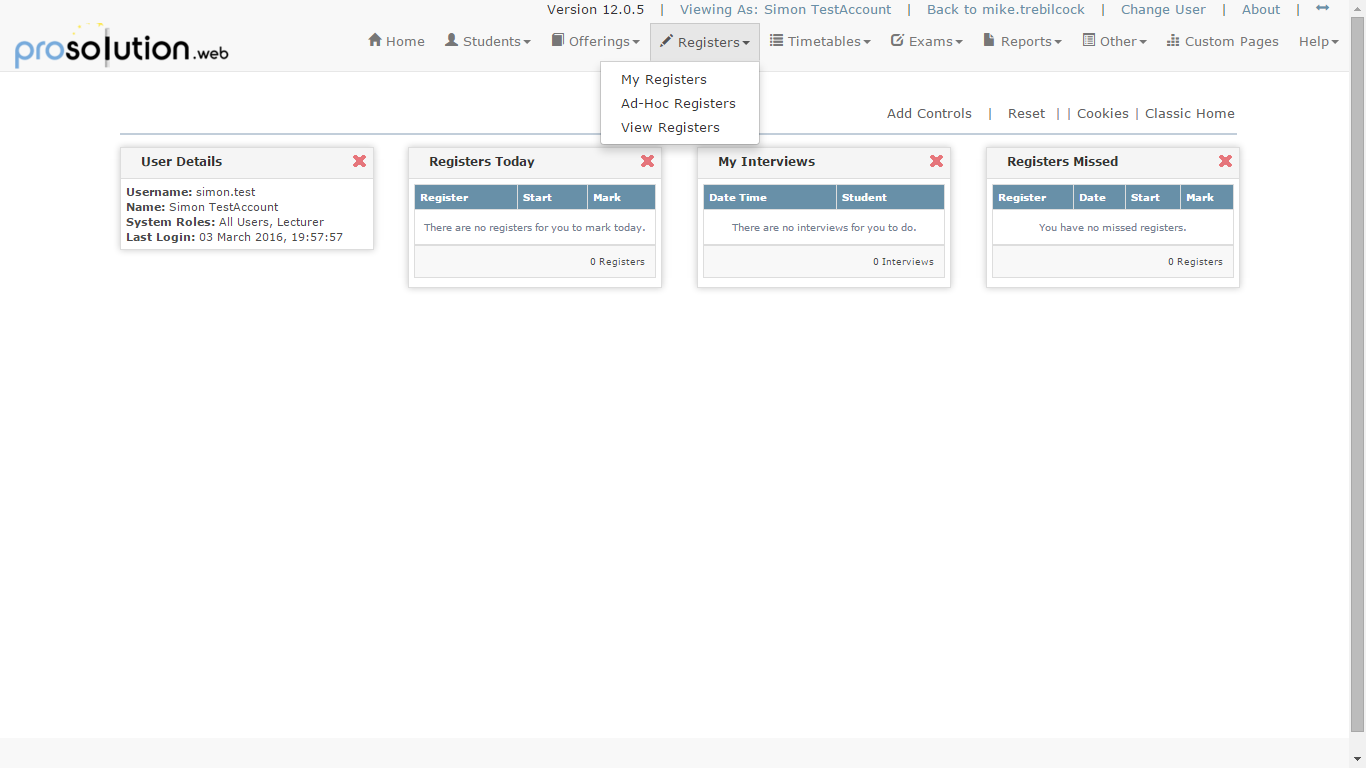 Version 12.0.5 | Viewing As: Simon TestAccount | Back to mike.trebilcock | Change User | About |
prosolution.web
Home Students Offerings Registers Timetables Exams Reports Other Custom Pages Help
My Registers
Ad-Hoc Registers
View Registers
Add Controls | Reset | | Cookies | Classic Home
User Details
Username: simon.test
Name: Simon TestAccount
System Roles: All Users, Lecturer
Last Login: 03 March 2016, 19:57:57
Registers Today
Register Start Mark
There are no registers for you to mark today.
0 Registers
My Interviews
Date Time Student
There are no interviews for you to do.
0 Interviews
Registers Missed
Register Date Start Mark
You have no missed registers.
0 Registers